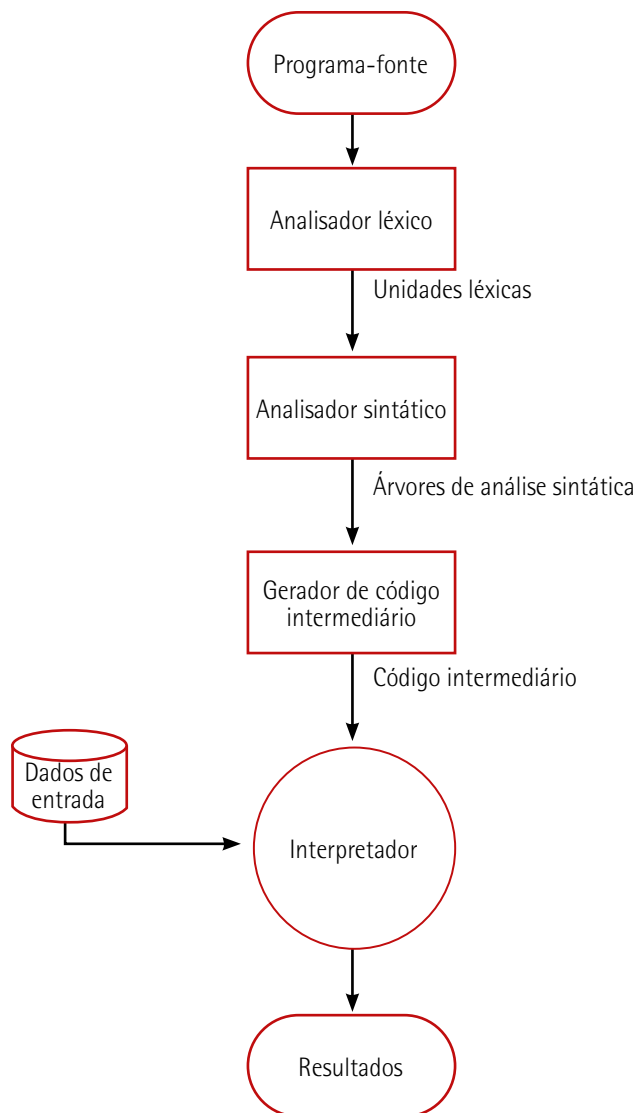 Programa-fonte
Analisador léxico
Unidades léxicas
Analisador sintático
Árvores de análise sintática
Gerador de código
intermediário
Código intermediário
Dados de
entrada
Interpretador
Resultados